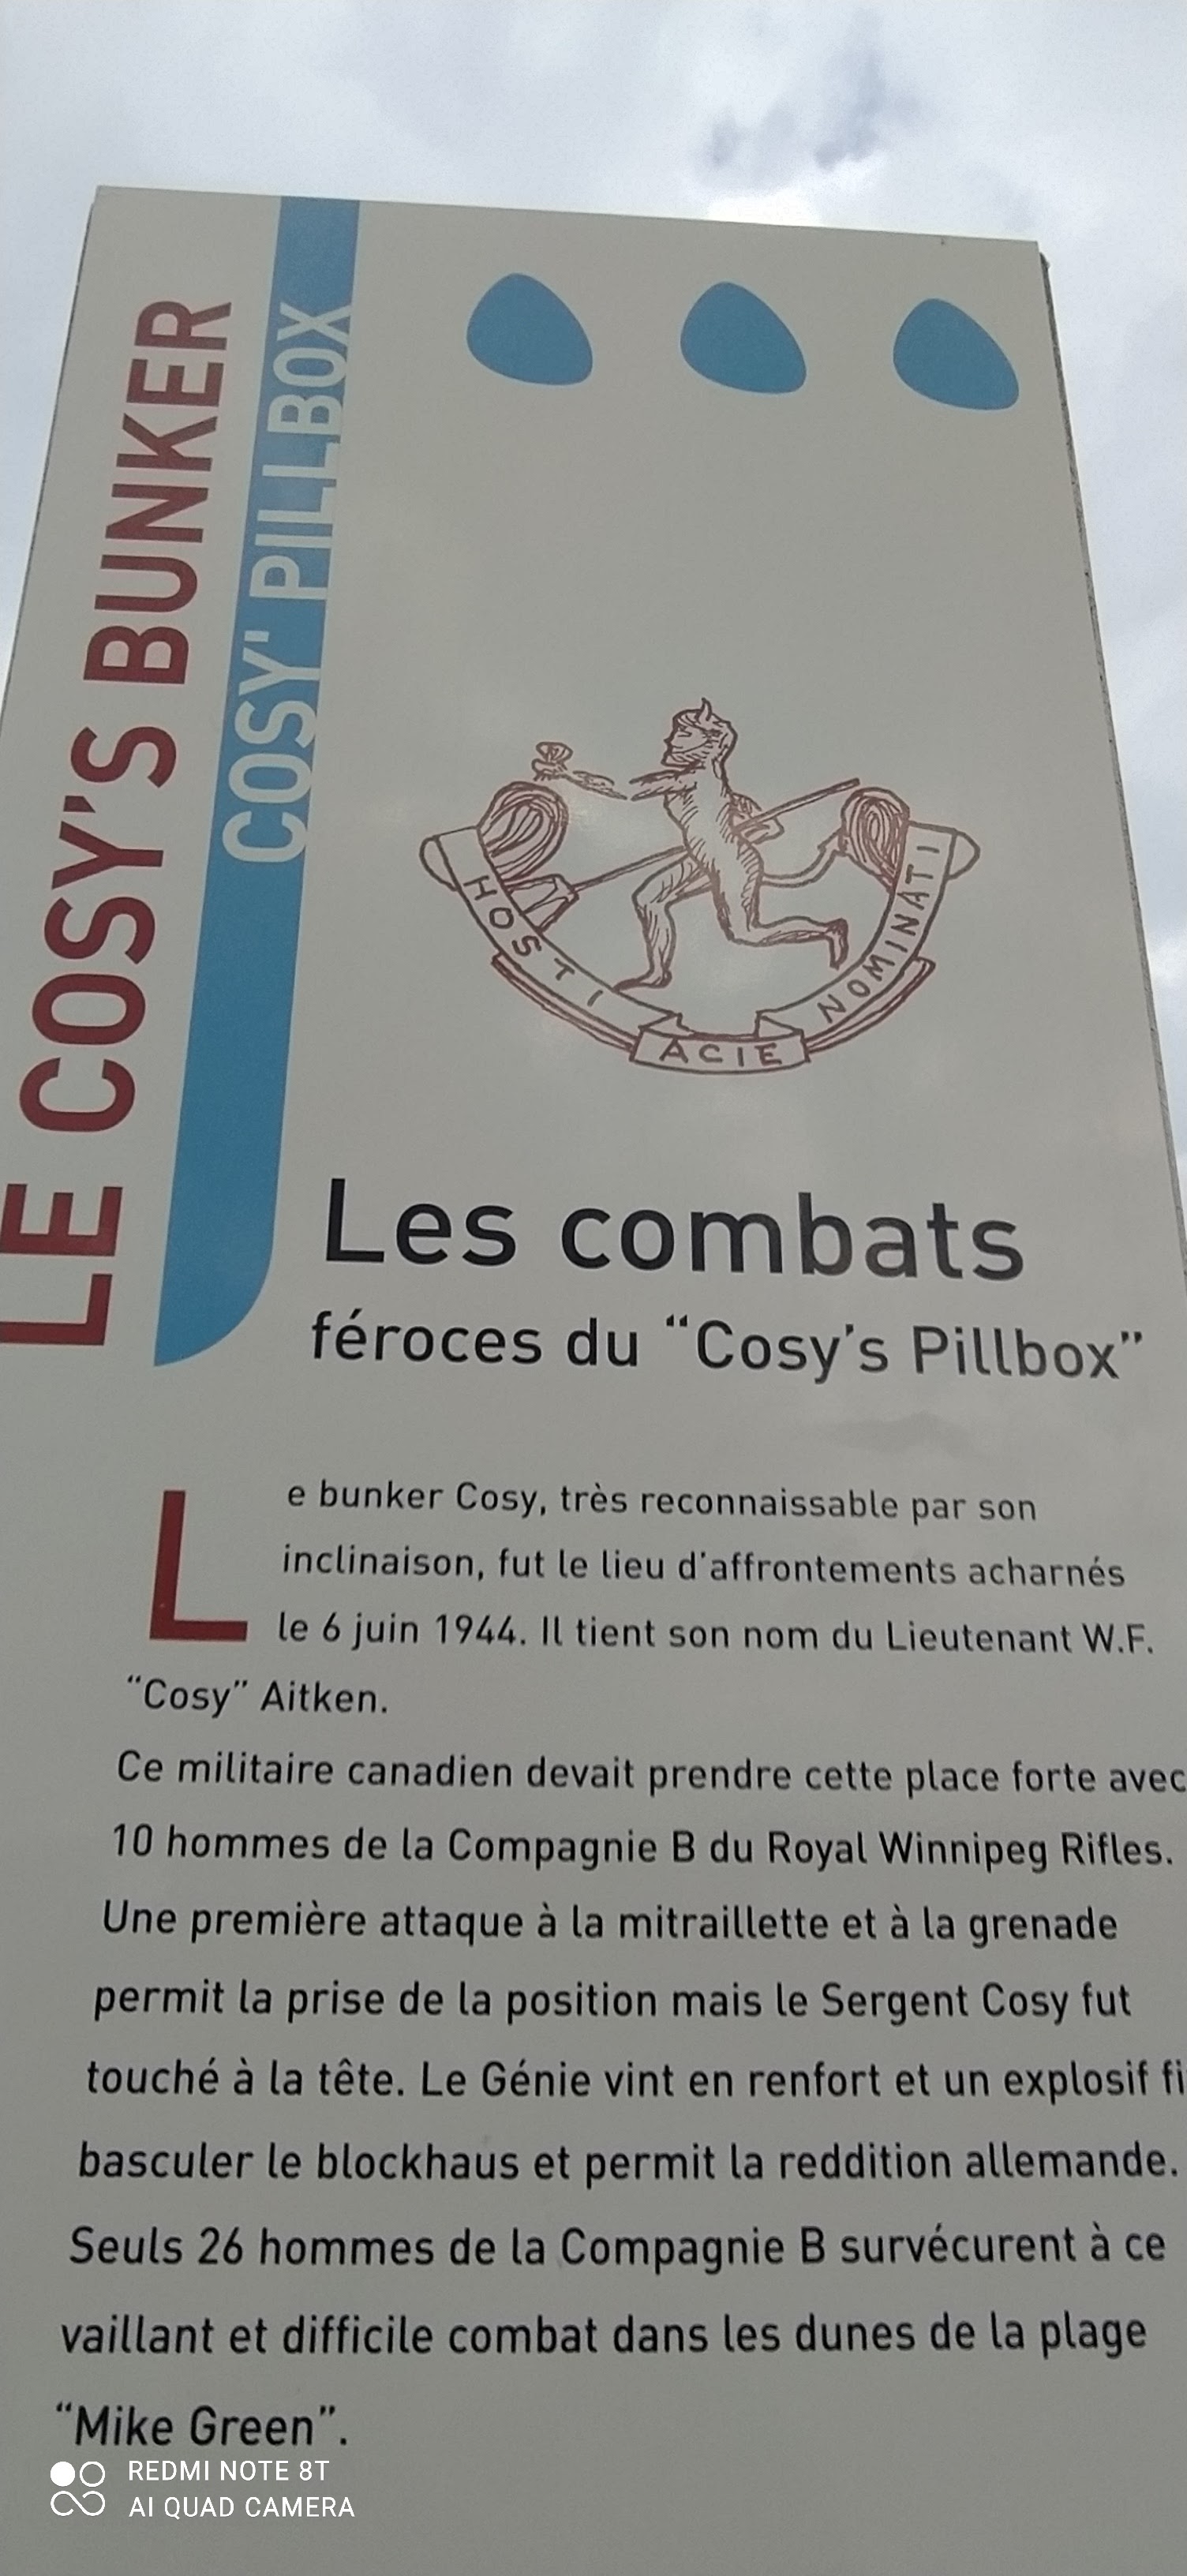 LE COSY'S BUNKER
COSY' PILLBOX
HOSTI
ACIE
NOMINATI
Les combats
féroces du “Cosy’s Pillbox”
Le bunker Cosy, très reconnaissable par son
inclinaison, fut le lieu d'affrontements acharnés
le 6 juin 1944. Il tient son nom du Lieutenant W.F.
“Cosy” Aitken.
Ce militaire canadien devait prendre cette place forte avec
10 hommes de la Compagnie B du Royal Winnipeg Rifles.
Une première attaque à la mitraillette et à la grenade
permit la prise de la position mais le Sergent Cosy fut
touché à la tête. Le Génie vint en renfort et un explosif fi
basculer le blockhaus et permit la reddition allemande.
Seuls 26 hommes de la Compagnie B survécurent à ce
vaillant et difficile combat dans les dunes de la plage
“Mike Green”.
REDMI NOTE 8T
AI QUAD CAMERA